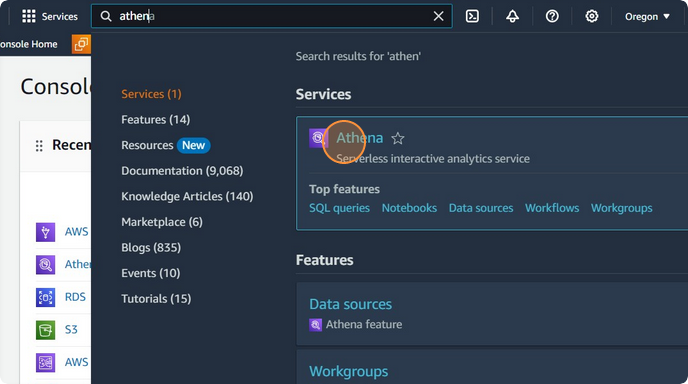 Services
athena
Oregon
onsole Home
Consol
Recen
AWS
Athen
RDS
S3
AWS
Search results for 'athen'
Services (1)
Features (14)
Resources New
Documentation (9,068)
Knowledge Articles (140)
Marketplace (6)
Blogs (835)
Events (10)
Tutorials (15)
Services
Athena
Serverless interactive analytics service
Top features
SQL queries Notebooks Data sources Workflows Workgroups
Features
Data sources
Athena feature
Workgroups